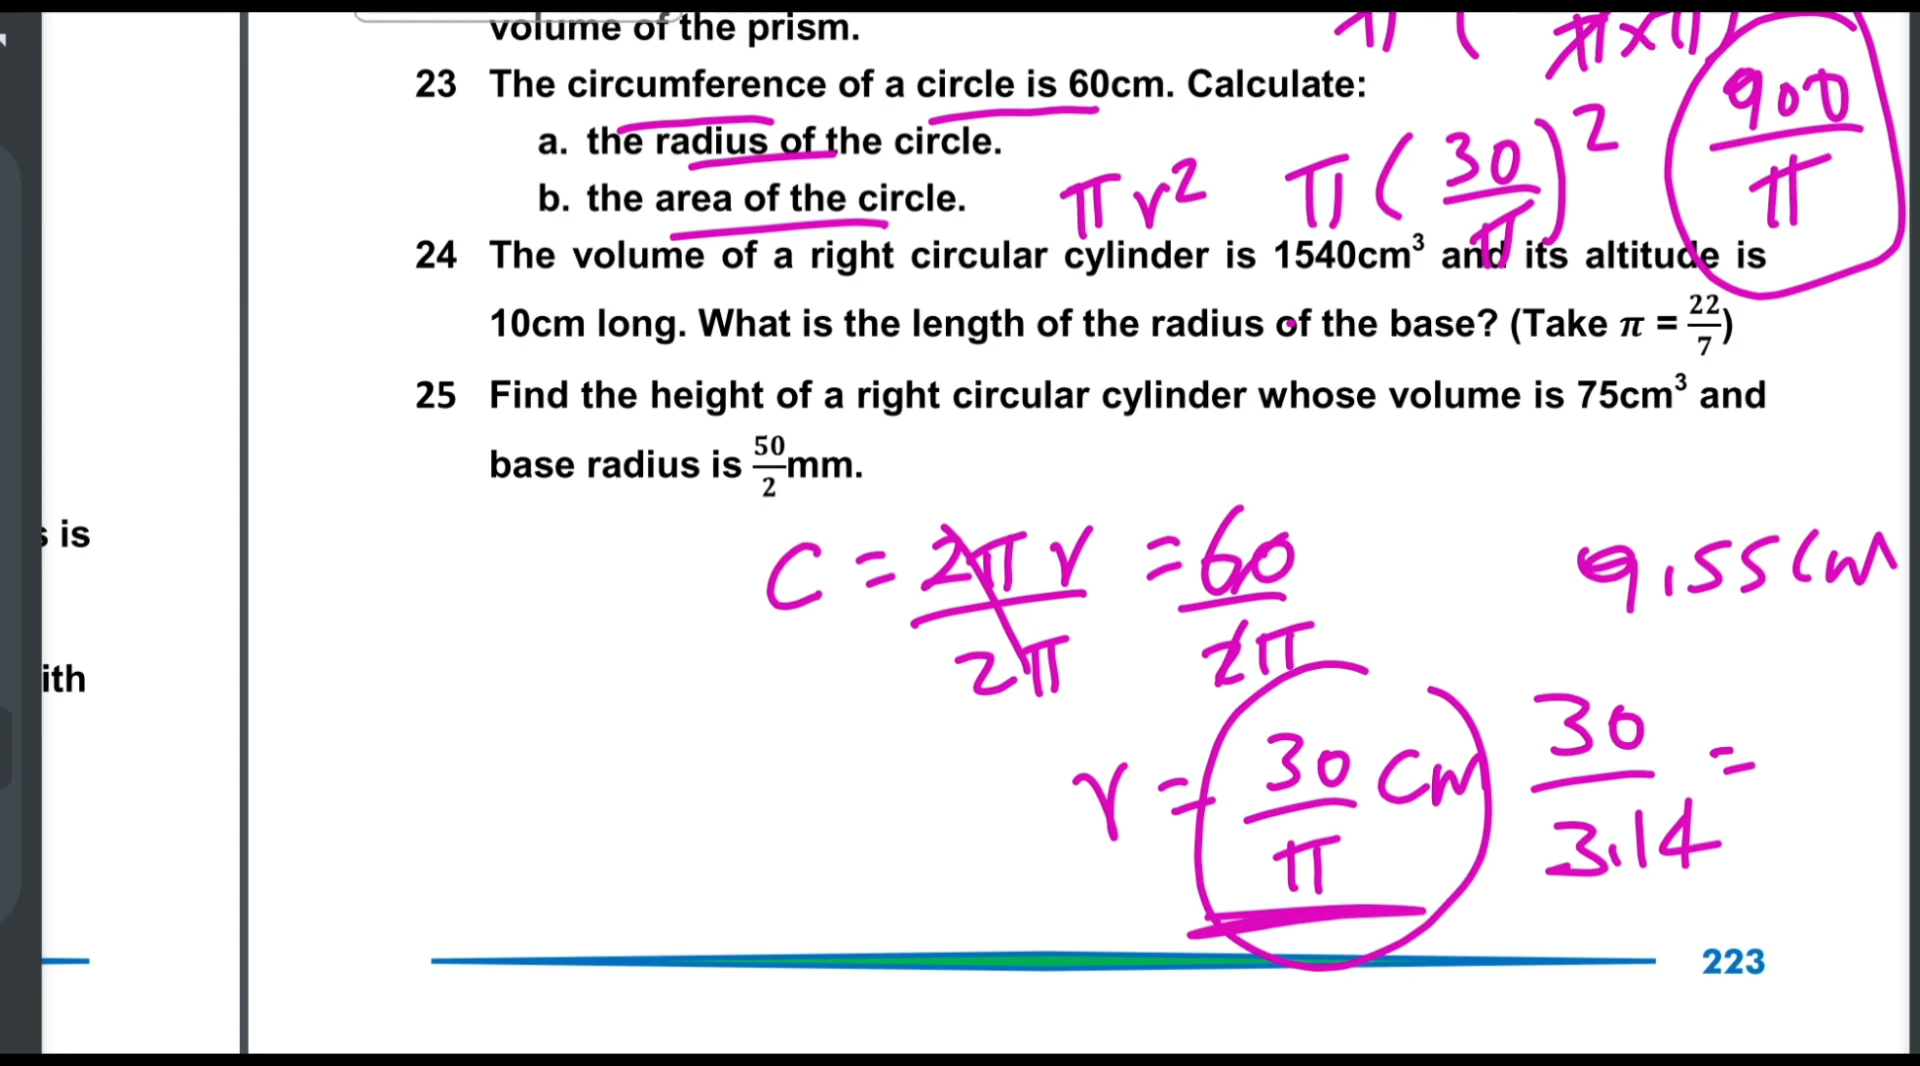 volume of the prism.
π ( π×π)
23 The circumference of a circle is 60cm. Calculate:
a. the radius of the circle.
b. the area of the circle.
πr² π(30/π)² 900/π
24 The volume of a right circular cylinder is 1540cm³ and its altitude is
10cm long. What is the length of the radius of the base? (Take π = 22/7)
25 Find the height of a right circular cylinder whose volume is 75cm³ and
base radius is 50/2 mm.
is
C = 2πr/2π = 60/2π
9.55cm
ith
r = 30/π cm 30/3.14 =
223